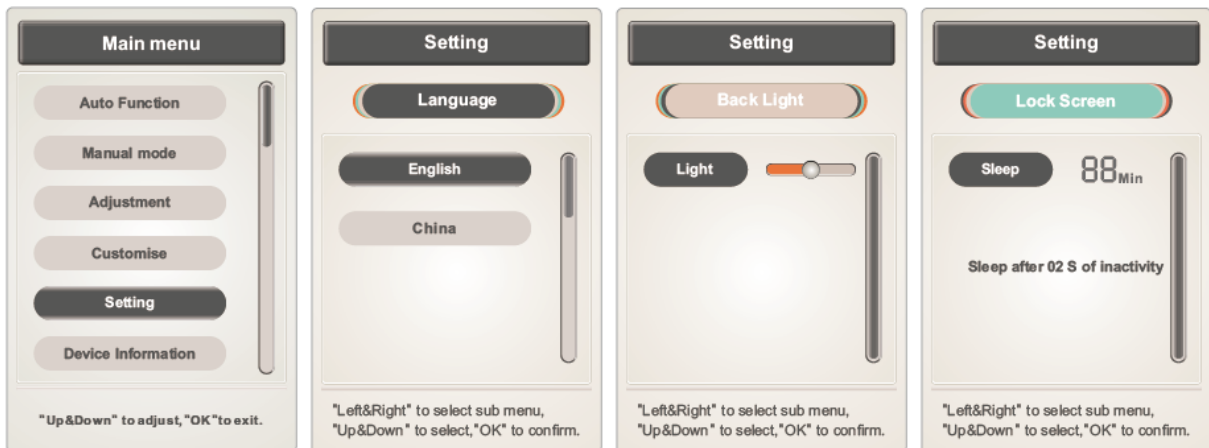 Main menu
Auto Function
Manual mode
Adjustment
Customise
Setting
Device Information
"Up&Down" to adjust,"OK"to exit.
Setting
Language
English
China
"Left&Right" to select sub menu,
"Up&Down" to select,"OK" to confirm.
Setting
Back Light
Light
"Left&Right" to select sub menu,
"Up&Down" to select,"OK" to confirm.
Setting
Lock Screen
Sleep 88 Min
Sleep after 02 S of inactivity
"Left&Right" to select sub menu,
"Up&Down" to select,"OK" to confirm.